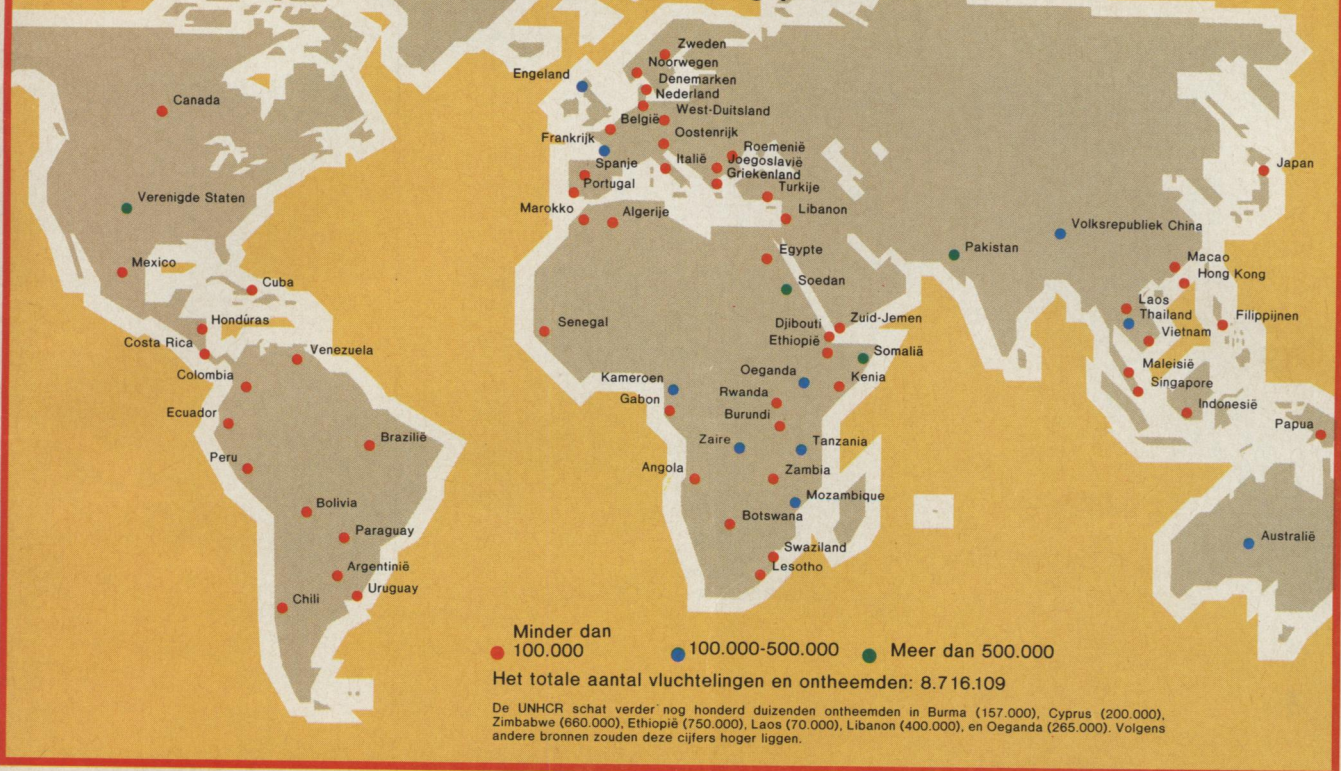 Zweden
Noorwegen
Engeland
Denemarken
Nederland
Canada
West-Duitsland
België
Oostenrijk
Frankrijk
Roemenië
Spanje
Italië
Joegoslavië
Japan
Griekenland
Portugal
Turkije
Verenigde Staten
Marokko
Algerije
Libanon
Volksrepubliek China
Pakistan
Egypte
Mexico
Macao
Hong Kong
Cuba
Soedan
Laos
Thailand
Filippijnen
Honduras
Senegal
Djibouti
Zuid-Jemen
Vietnam
Costa Rica
Ethiopië
Venezuela
Somalië
Maleisië
Colombia
Kameroen
Oeganda
Kenia
Singapore
Gabon
Rwanda
Indonesië
Ecuador
Burundi
Papua
Brazilië
Zaire
Tanzania
Peru
Angola
Zambia
Mozambique
Bolivia
Botswana
Paraguay
Australië
Swaziland
Argentinië
Lesotho
Uruguay
Chili
Minder dan
100.000
100.000-500.000
Meer dan 500.000
Het totale aantal vluchtelingen en ontheemden: 8.716.109
De UNHCR schat verder nog honderd duizenden ontheemden in Burma (157.000), Cyprus (200.000),
Zimbabwe (660.000), Ethiopië (750.000), Laos (70.000), Libanon (400.000), en Oeganda (265.000). Volgens
andere bronnen zouden deze cijfers hoger liggen.